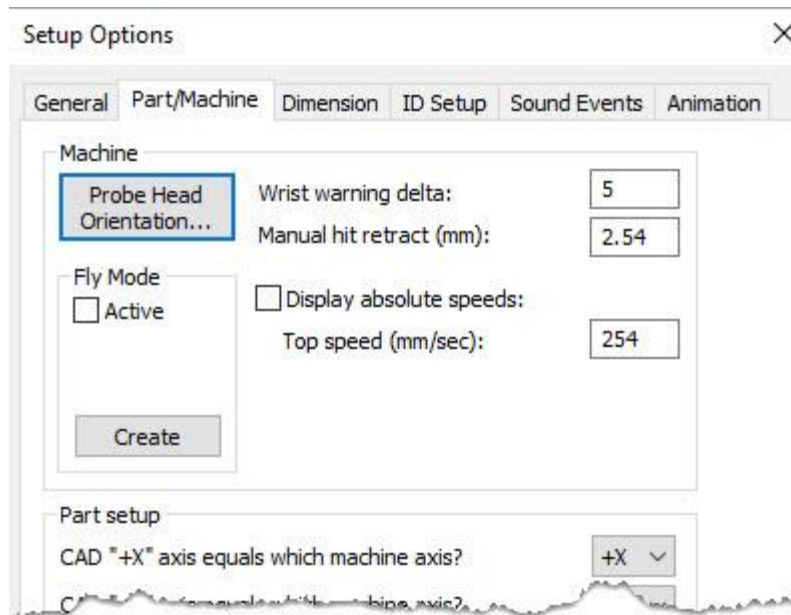 Setup Options
General Part/Machine Dimension ID Setup Sound Events Animation
Machine
Probe Head
Orientation...
Wrist warning delta: 5
Manual hit retract (mm): 2.54
Fly Mode
Active
Display absolute speeds:
Top speed (mm/sec): 254
Create
Part setup
CAD "+X" axis equals which machine axis? +X